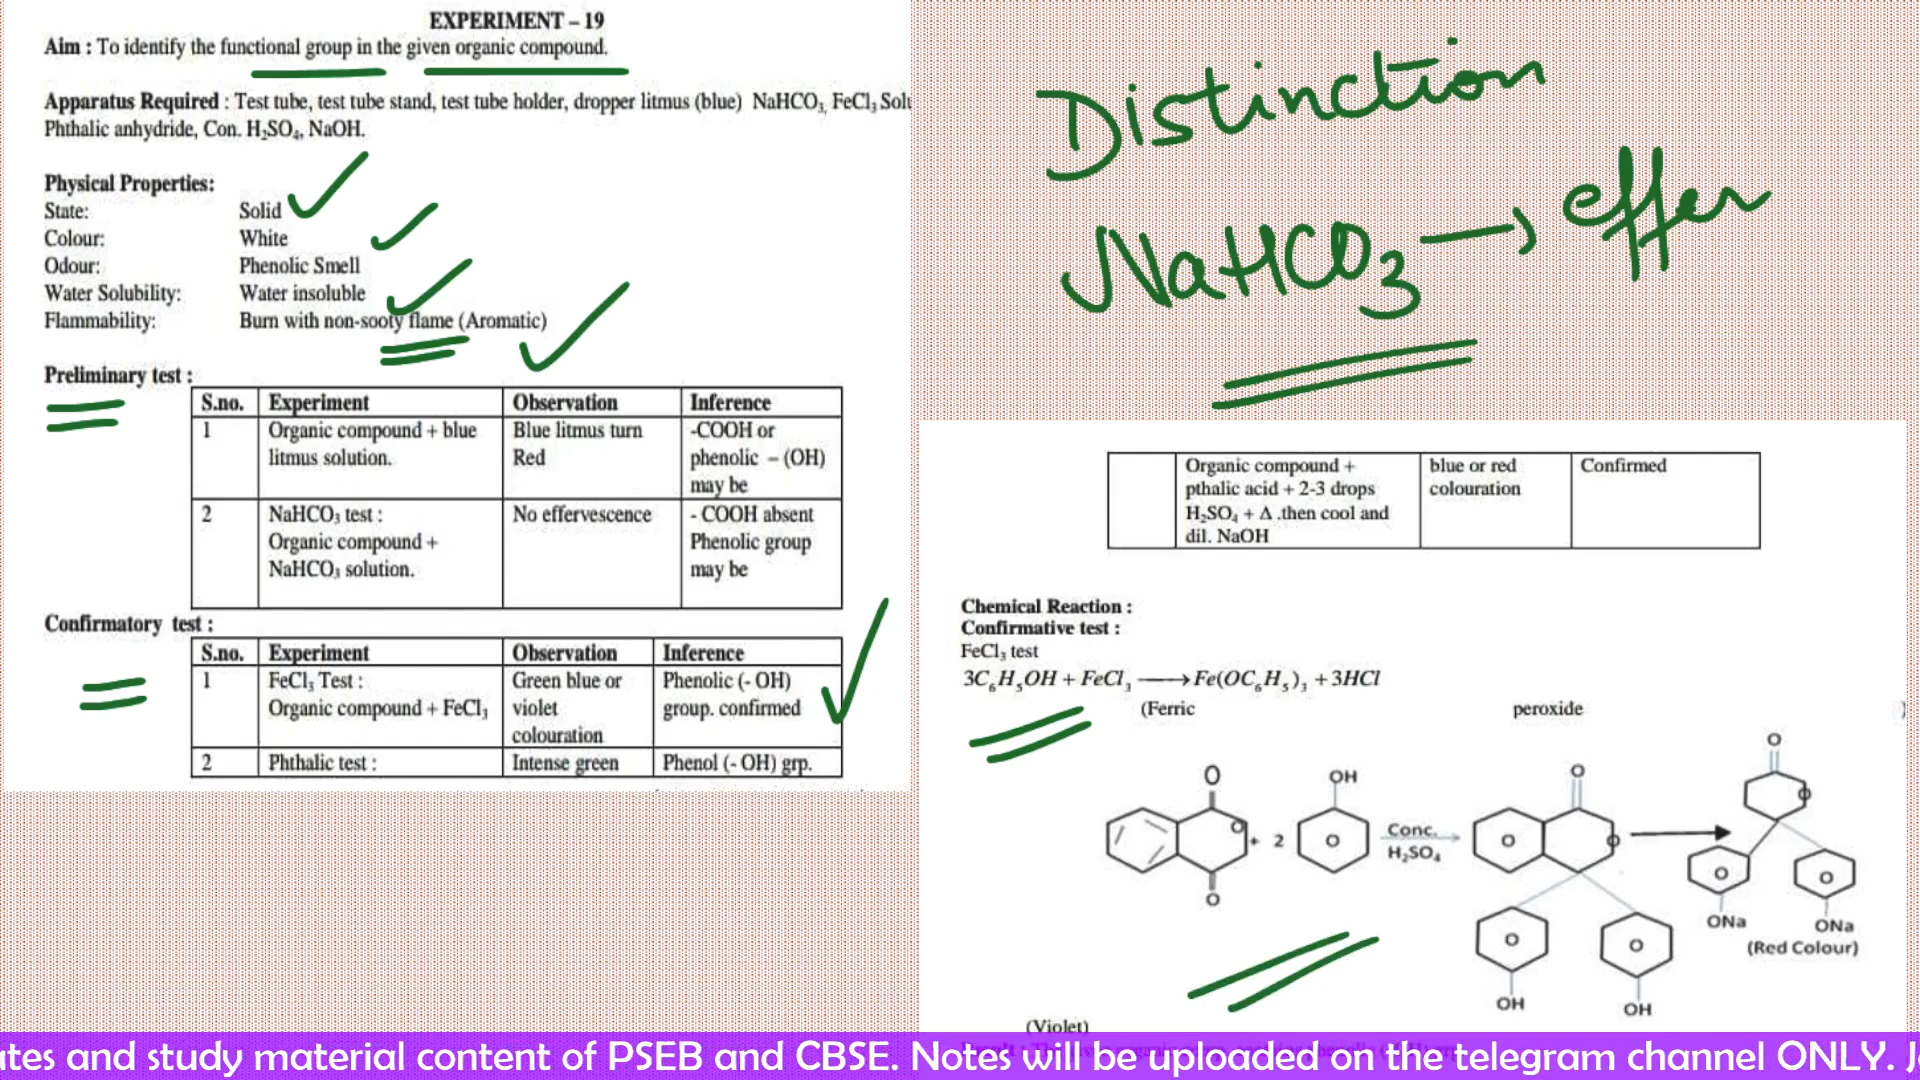 EXPERIMENT – 19
Aim : To identify the functional group in the given organic compound.
Apparatus Required : Test tube, test tube stand, test tube holder, dropper litmus (blue) NaHCO₃ FeCl₃ Solu
Phthalic anhydride, Con. H₂SO₄, NaOH.
Physical Properties:
State: Solid
Colour: White
Odour: Phenolic Smell
Water Solubility: Water insoluble
Flammability: Burn with non-sooty flame (Aromatic)
Preliminary test :
S.no. Experiment Observation Inference
1 Organic compound + blue Blue litmus turn -COOH or
litmus solution. Red phenolic – (OH)
may be
2 NaHCO₃ test : No effervescence - COOH absent
Organic compound + Phenolic group
NaHCO₃ solution. may be
Confirmatory test :
S.no. Experiment Observation Inference
1 FeCl₃ Test : Green blue or Phenolic (- OH)
Organic compound + FeCl₃ violet group. confirmed
colouration
2 Phthalic test : Intense green Phenol (- OH) grp.
Distinction
NaHCO₃ → effer
Organic compound + blue or red Confirmed
pthalic acid + 2-3 drops colouration
H₂SO₄ + Δ .then cool and
dil. NaOH
Chemical Reaction :
Confirmative test :
FeCl₃ test
3C₆H₅OH + FeCl₃ ⟶ Fe(OC₆H₅)₃ + 3HCl
(Ferric peroxide )
O OH O O
O + 2 O Conc. O O O
H₂SO₄ O O
O ONa ONa
O O (Red Colour)
OH OH
(Violet)
ates and study material content of PSEB and CBSE. Notes will be uploaded on the telegram channel ONLY. J